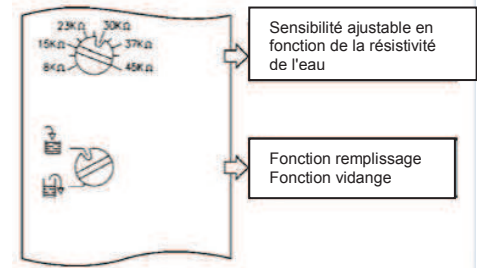 23KΩ 30KΩ
15KΩ 37KΩ
8KΩ 45KΩ
Sensibilité ajustable en
fonction de la résistivité
de l'eau
Fonction remplissage
Fonction vidange